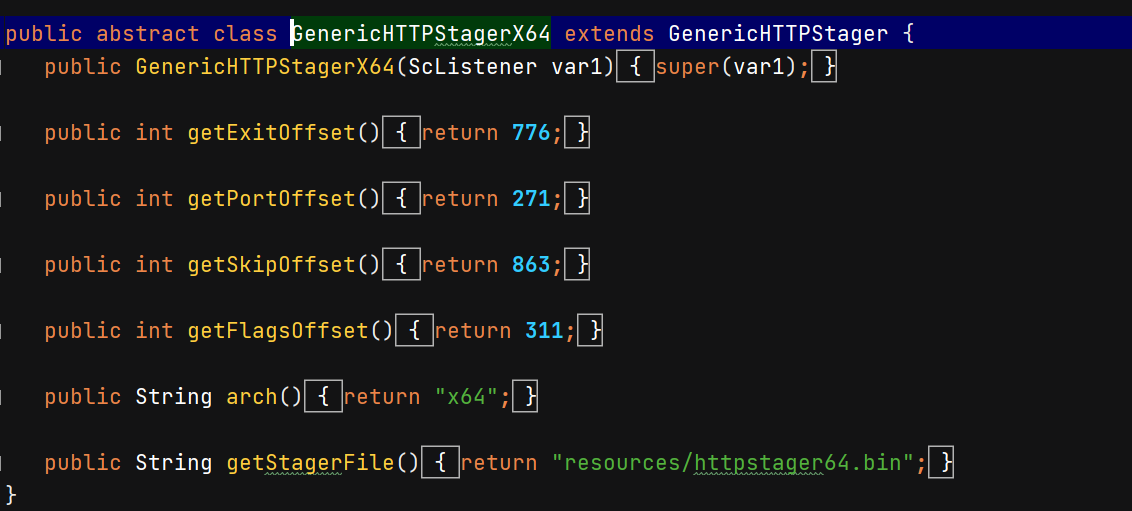 public abstract class GenericHTTPStagerX64 extends GenericHTTPStager {
public GenericHTTPStagerX64(ScListener var1) { super(var1); }
public int getExitOffset() { return 776; }
public int getPortOffset() { return 271; }
public int getSkipOffset() { return 863; }
public int getFlagsOffset() { return 311; }
public String arch() { return "x64"; }
public String getStagerFile() { return "resources/httpstager64.bin"; }
}